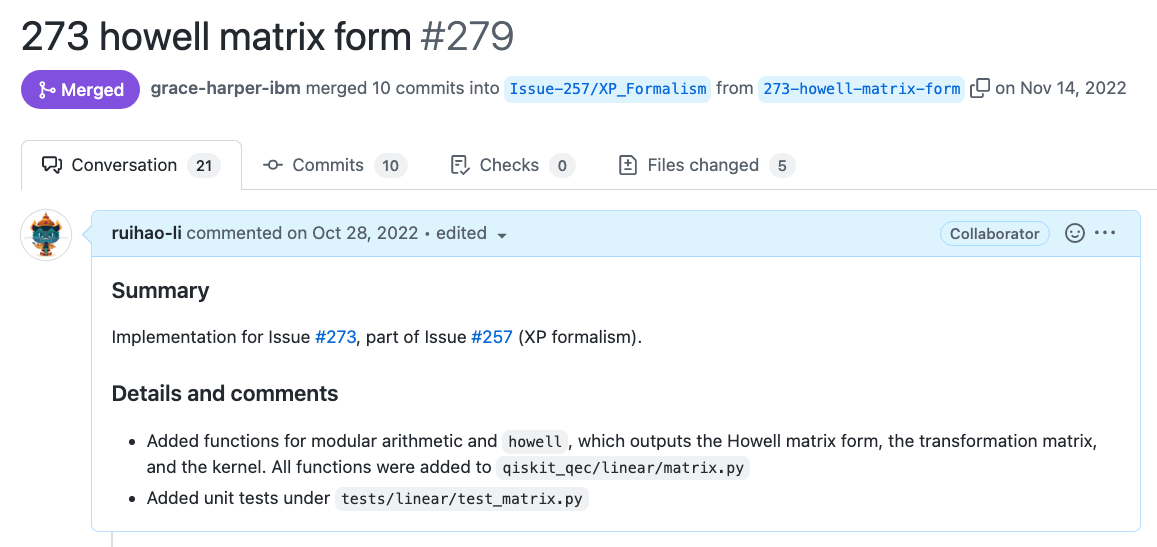 273 howell matrix form #279
Merged grace-harper-ibm merged 10 commits into Issue-257/XP_Formalism from 273-howell-matrix-form on Nov 14, 2022
Conversation 21 Commits 10 Checks 0 Files changed 5
ruihao-li commented on Oct 28, 2022 • edited Collaborator
Summary
Implementation for Issue #273, part of Issue #257 (XP formalism).
Details and comments
• Added functions for modular arithmetic and howell, which outputs the Howell matrix form, the transformation matrix,
and the kernel. All functions were added to qiskit_qec/linear/matrix.py
• Added unit tests under tests/linear/test_matrix.py